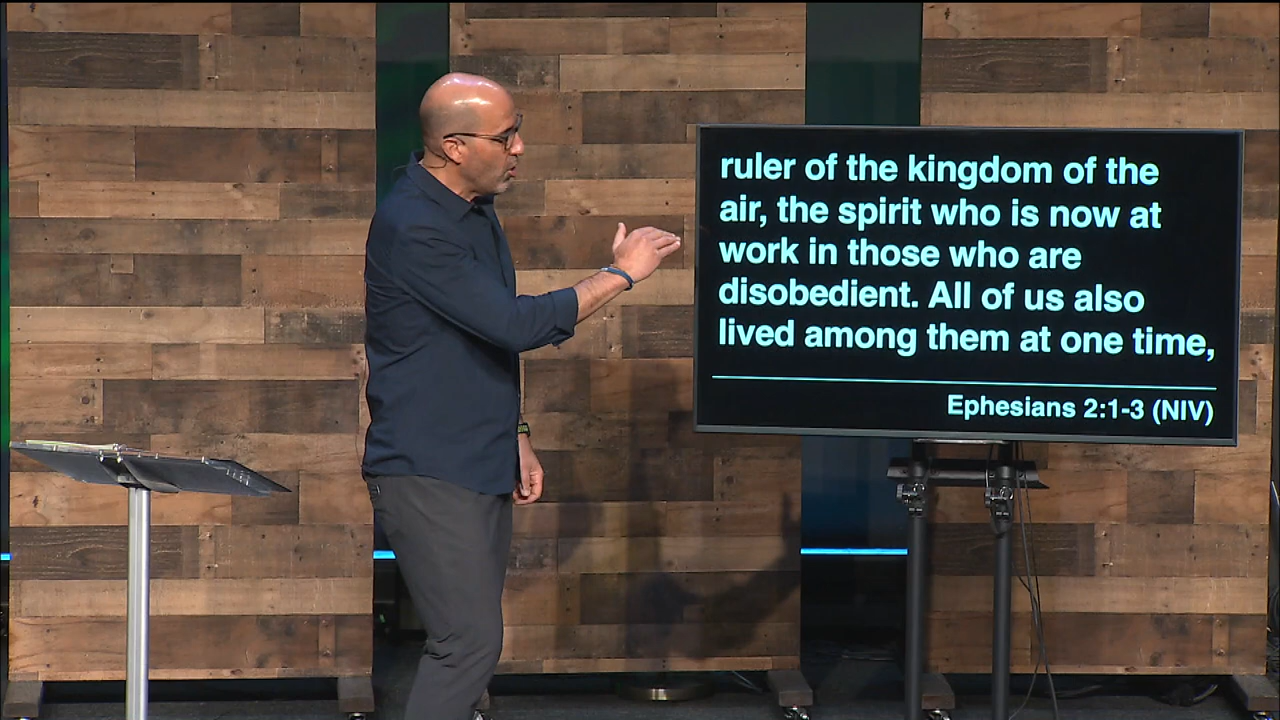 ruler of the kingdom of the
air, the spirit who is now at
work in those who are
disobedient. All of us also
lived among them at one time,
Ephesians 2:1-3 (NIV)